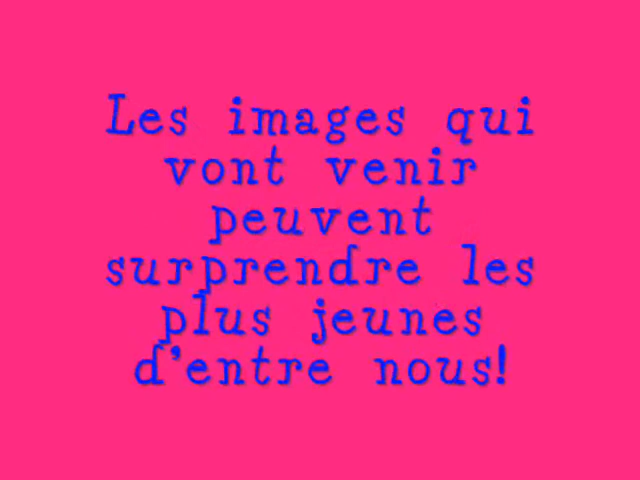 Les images qui
vont venir
peuvent
surprendre les
plus jeunes
d'entre nous!